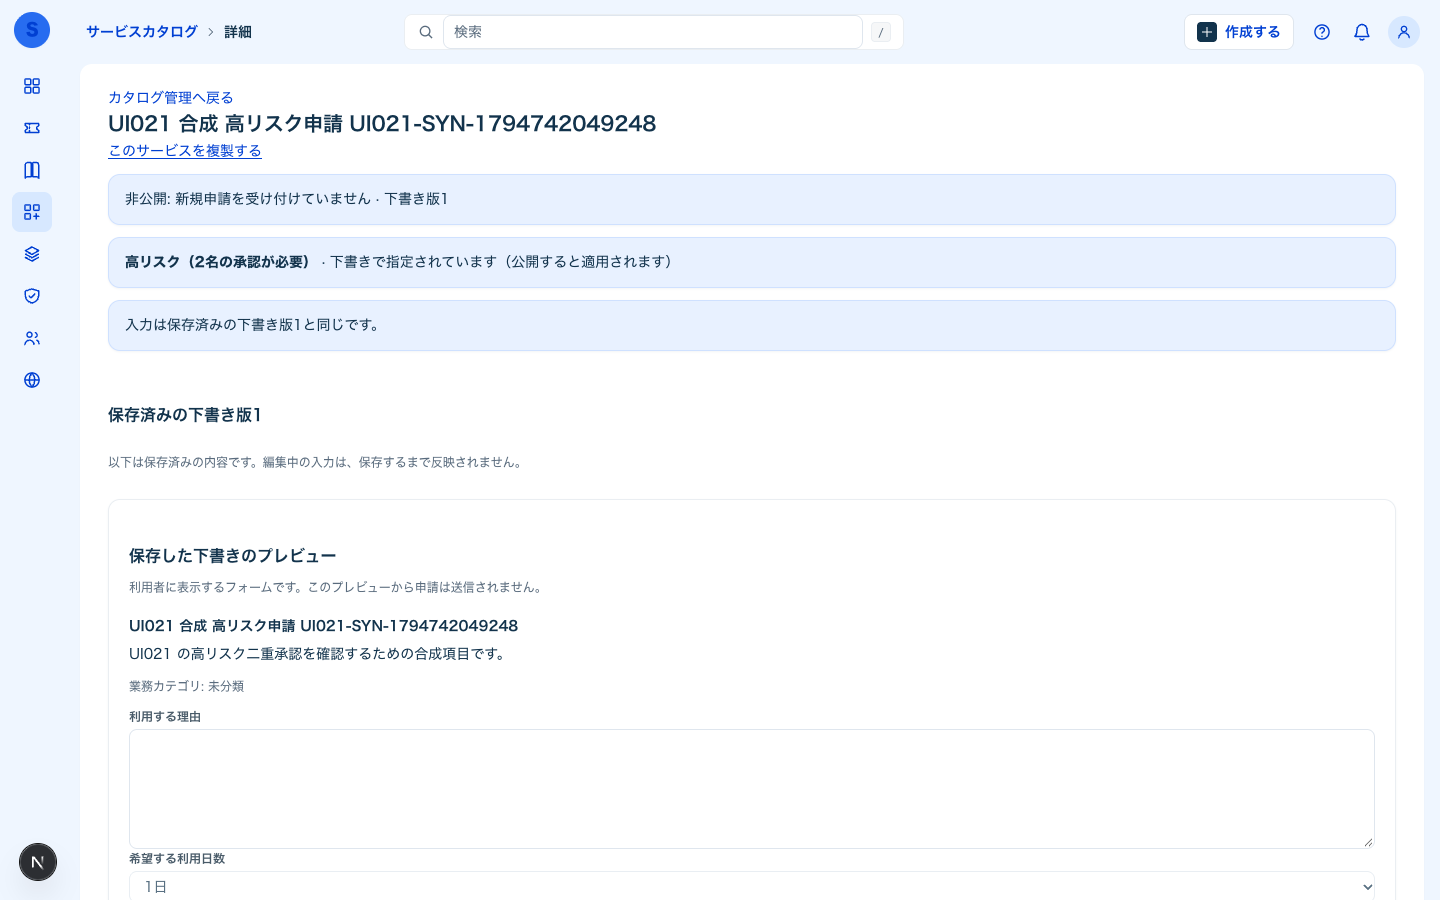 S
サービスカタログ > 詳細
検索
/
作成する
カタログ管理へ戻る
UI021 合成 高リスク申請 UI021-SYN-1794742049248
このサービスを複製する
非公開: 新規申請を受け付けていません · 下書き版1
高リスク（2名の承認が必要） · 下書きで指定されています（公開すると適用されます）
入力は保存済みの下書き版1と同じです。
保存済みの下書き版1
以下は保存済みの内容です。編集中の入力は、保存するまで反映されません。
保存した下書きのプレビュー
利用者に表示するフォームです。このプレビューから申請は送信されません。
UI021 合成 高リスク申請 UI021-SYN-1794742049248
UI021 の高リスク二重承認を確認するための合成項目です。
業務カテゴリ: 未分類
利用する理由
希望する利用日数
1日
N